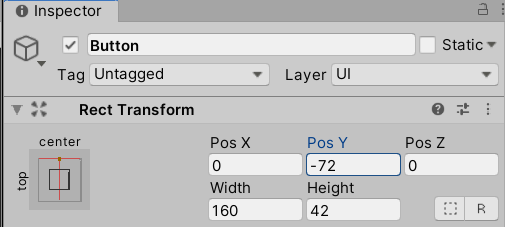 Inspector
Button
Static
Tag Untagged Layer UI
Rect Transform
center
Pos X Pos Y Pos Z
top
0 -72 0
Width Height
160 42 R